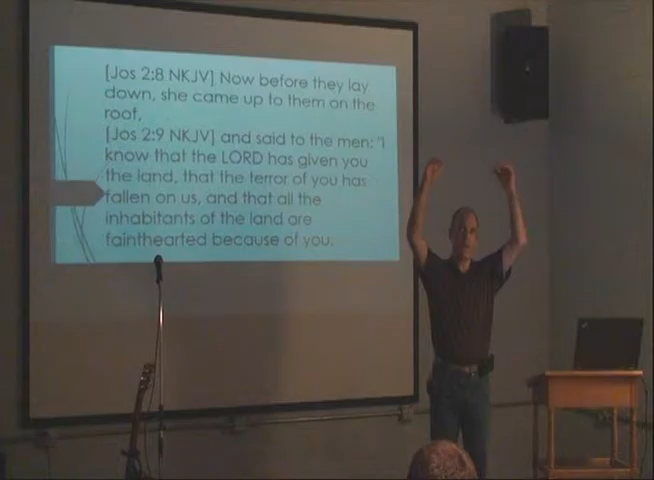 [Jos 2:8 NKJV] Now before they lay
down, she came up to them on the
roof,
[Jos 2:9 NKJV] and said to the men: "I
know that the LORD has given you
the land, that the terror of you has
fallen on us, and that all the
inhabitants of the land are
fainthearted because of you.